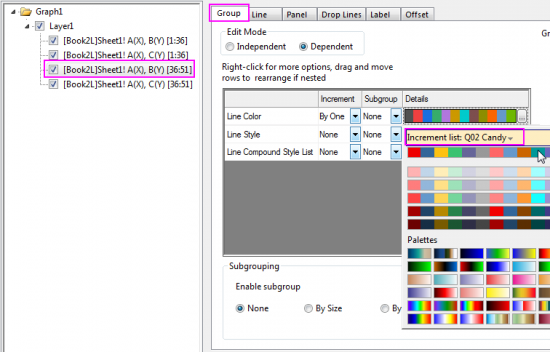 Graph1
Layer1
[Book2L]Sheet1! A(X), B(Y) [1:36]
[Book2L]Sheet1! A(X), C(Y) [1:36]
[Book2L]Sheet1! A(X), B(Y) [36:51]
[Book2L]Sheet1! A(X), C(Y) [36:51]
Group Line Panel Drop Lines Label Offset
Edit Mode
Independent Dependent
Right-click for more options, drag and move
rows to rearrange if nested
Increment Subgroup Details
Line Color By One None
Line Style None None
Line Compound Style List None None
Increment list: Q02 Candy
Palettes
Subgrouping
Enable subgroup
None By Size By